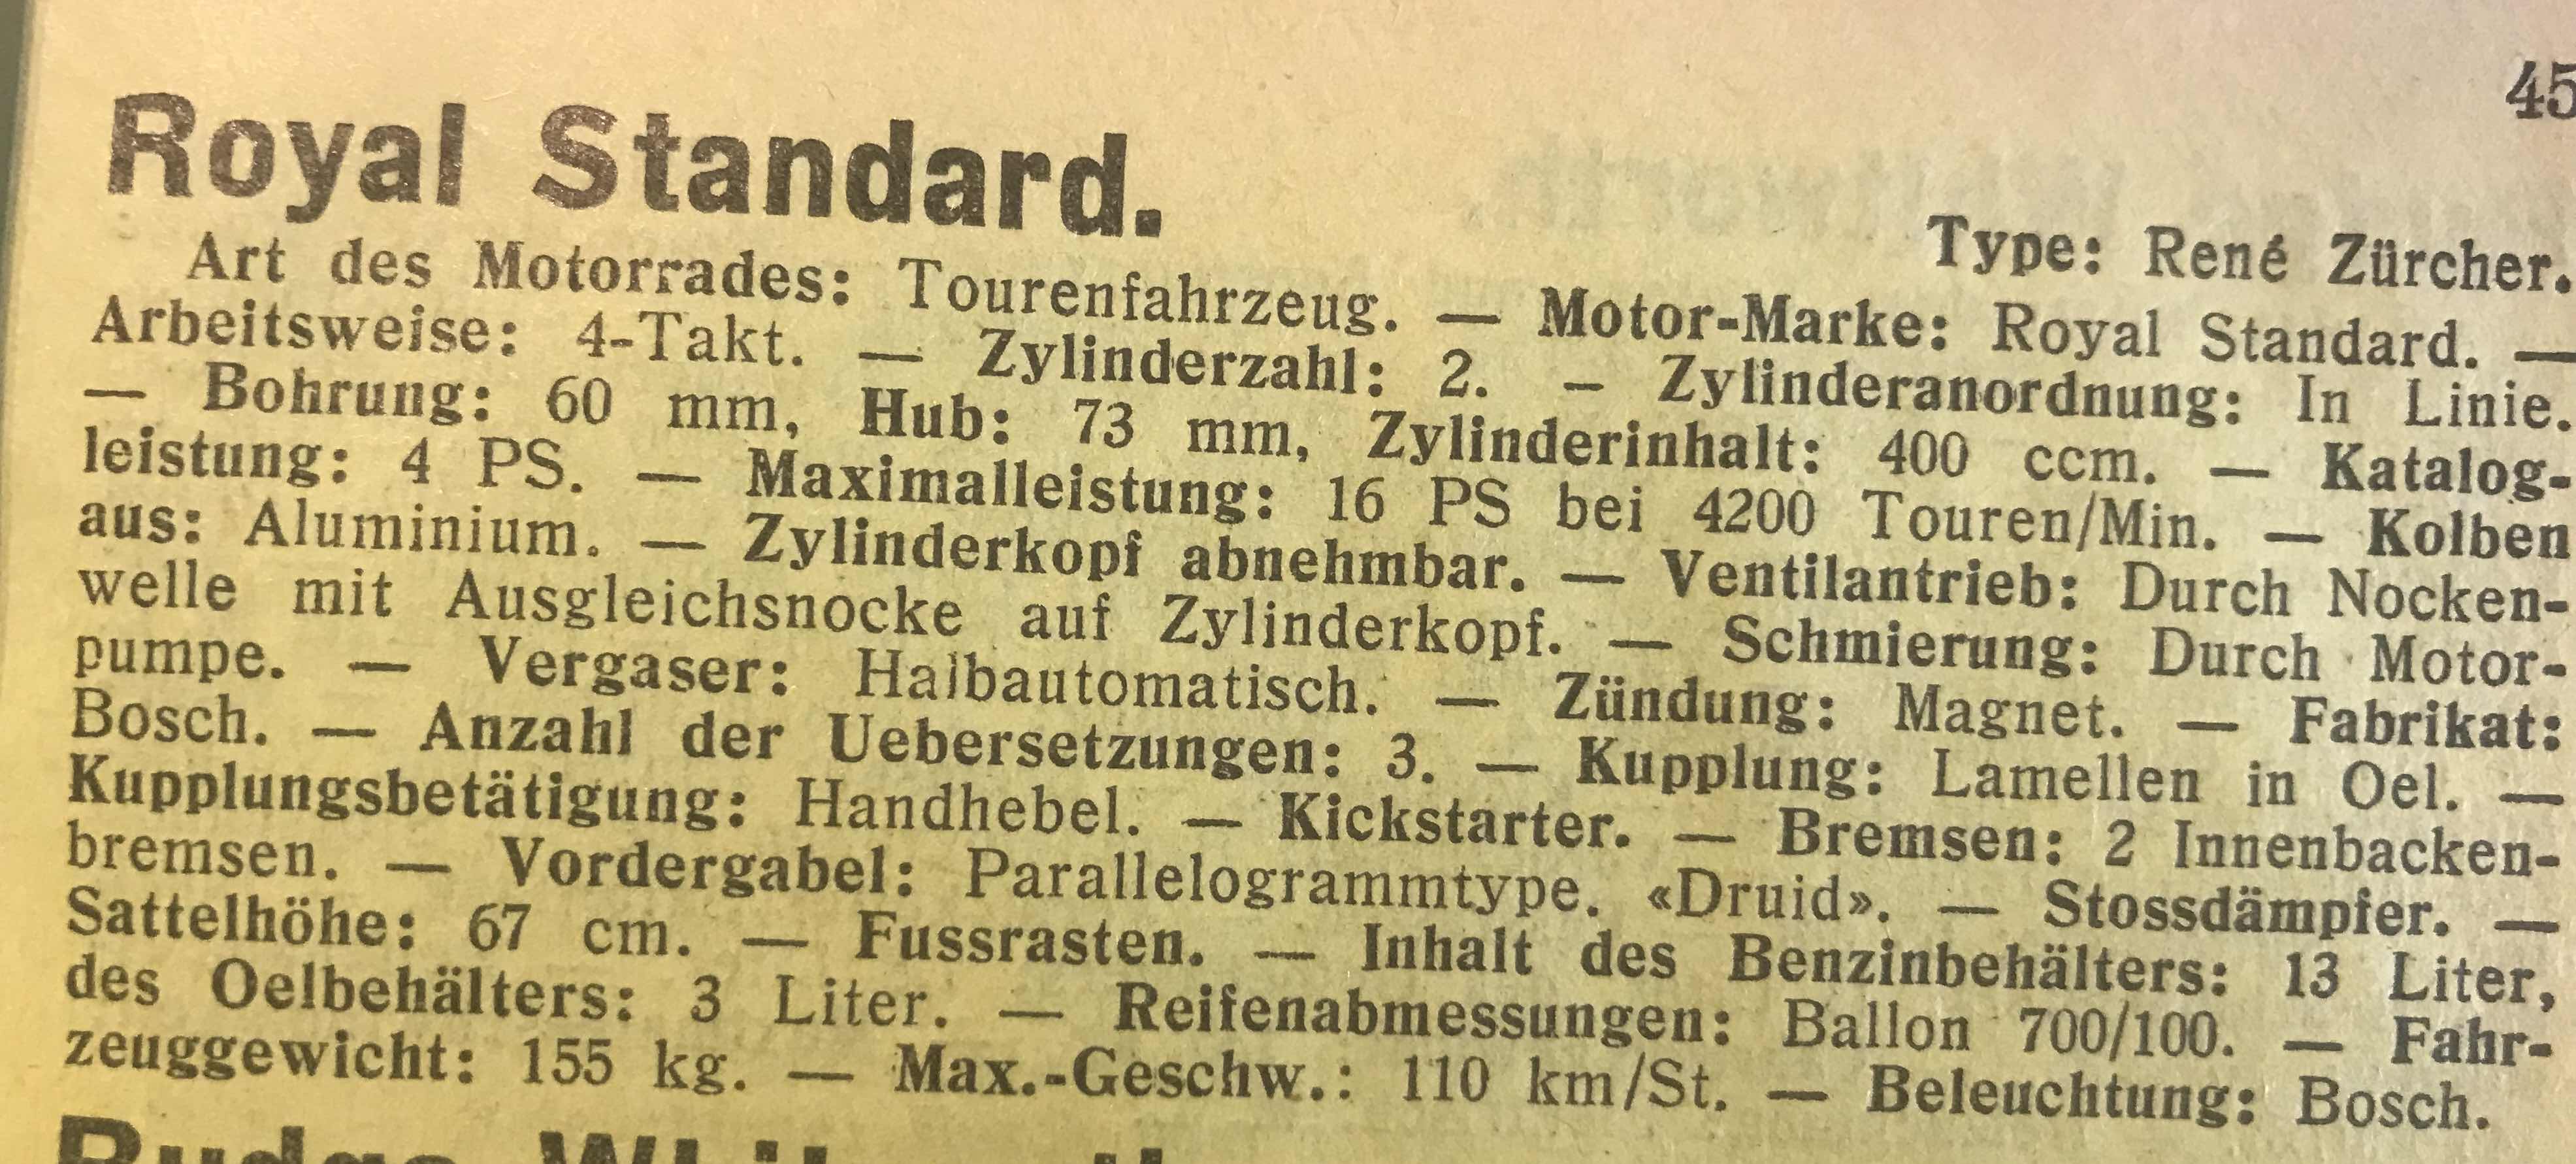 45
Royal Standard.
Type: René Zürcher.
Art des Motorrades: Tourenfahrzeug. — Motor-Marke: Royal Standard. —
Arbeitsweise: 4-Takt. — Zylinderzahl: 2. – Zylinderanordnung: In Linie.
— Bohrung: 60 mm, Hub: 73 mm, Zylinderinhalt: 400 ccm. — Katalog-
leistung: 4 PS. — Maximalleistung: 16 PS bei 4200 Touren/Min. — Kolben
aus: Aluminium. — Zylinderkopf abnehmbar. — Ventilantrieb: Durch Nocken-
welle mit Ausgleichsnocke auf Zylinderkopf. — Schmierung: Durch Motor-
pumpe. — Vergaser: Halbautomatisch. — Zündung: Magnet. — Fabrikat:
Bosch. — Anzahl der Uebersetzungen: 3. — Kupplung: Lamellen in Oel. —
Kupplungsbetätigung: Handhebel. — Kickstarter. — Bremsen: 2 Innenbacken-
bremsen. — Vordergabel: Parallelogrammtype. «Druid». — Stossdämpfer. —
Sattelhöhe: 67 cm. — Fussrasten. — Inhalt des Benzinbehälters: 13 Liter,
des Oelbehälters: 3 Liter. — Reifenabmessungen: Ballon 700/100. — Fahr-
zeuggewicht: 155 kg. — Max.-Geschw.: 110 km/St. — Beleuchtung: Bosch.